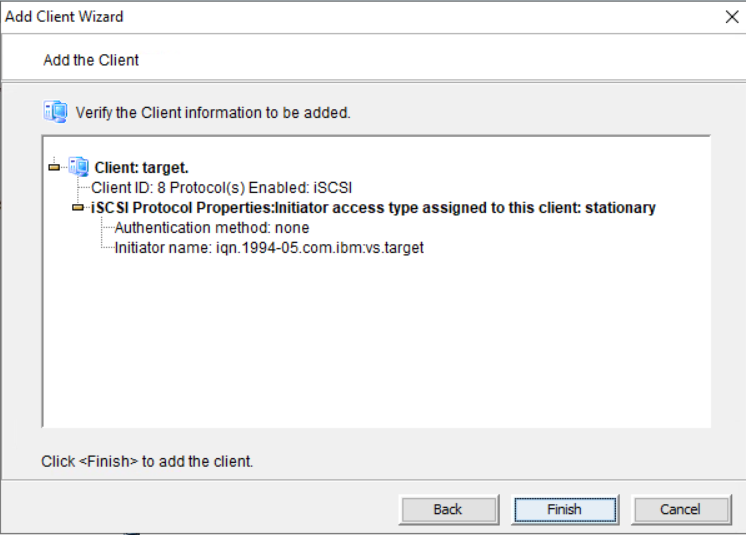 Add Client Wizard
Add the Client
Verify the Client information to be added.
Client: target.
Client ID: 8 Protocol(s) Enabled: iSCSI
iSCSI Protocol Properties:Initiator access type assigned to this client: stationary
Authentication method: none
Initiator name: iqn.1994-05.com.ibm:vs.target
Click <Finish> to add the client.
Back
Finish
Cancel